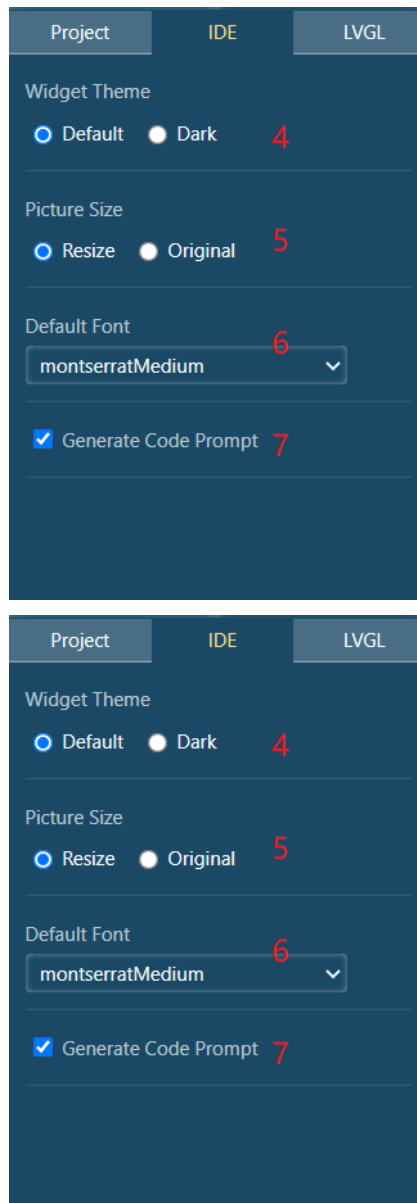 Project IDE LVGL
Widget Theme
Default Dark 4
Picture Size
Resize Original 5
Default Font 6
montserratMedium
Generate Code Prompt 7
Project IDE LVGL
Widget Theme
Default Dark 4
Picture Size
Resize Original 5
Default Font 6
montserratMedium
Generate Code Prompt 7